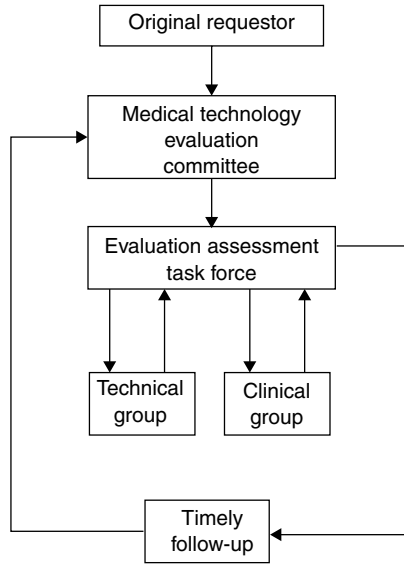 Original requestor
Medical technology
evaluation
committee
Evaluation assessment
task force
Technical
group
Clinical
group
Timely
follow-up